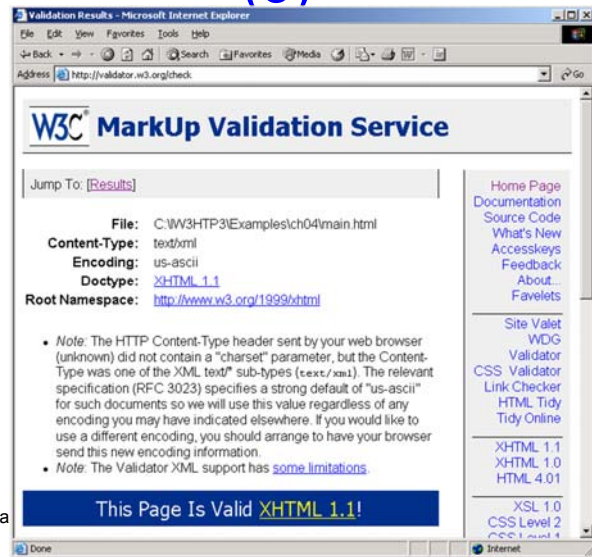 Validation Results - Microsoft Internet Explorer
File Edit View Favorites Tools Help
Back Search Favorites Media
Address http://validator.w3.org/check Go
W3C® MarkUp Validation Service
Jump To: [Results]
File: C:\IW3HTP3\Examples\ch04\main.html
Content-Type: text/xml
Encoding: us-ascii
Doctype: XHTML 1.1
Root Namespace: http://www.w3.org/1999/xhtml
• Note: The HTTP Content-Type header sent by your web browser
(unknown) did not contain a "charset" parameter, but the Content-
Type was one of the XML text/* sub-types (text/xml). The relevant
specification (RFC 3023) specifies a strong default of "us-ascii"
for such documents so we will use this value regardless of any
encoding you may have indicated elsewhere. If you would like to
use a different encoding, you should arrange to have your browser
send this new encoding information.
• Note: The Validator XML support has some limitations.
This Page Is Valid XHTML 1.1!
Home Page
Documentation
Source Code
What's New
Accesskeys
Feedback
About...
Favelets
Site Valet
WDG
Validator
CSS Validator
Link Checker
HTML Tidy
Tidy Online
XHTML 1.1
XHTML 1.0
HTML 4.01
XSL 1.0
CSS Level 2
CSS Level 1
a
Done Internet